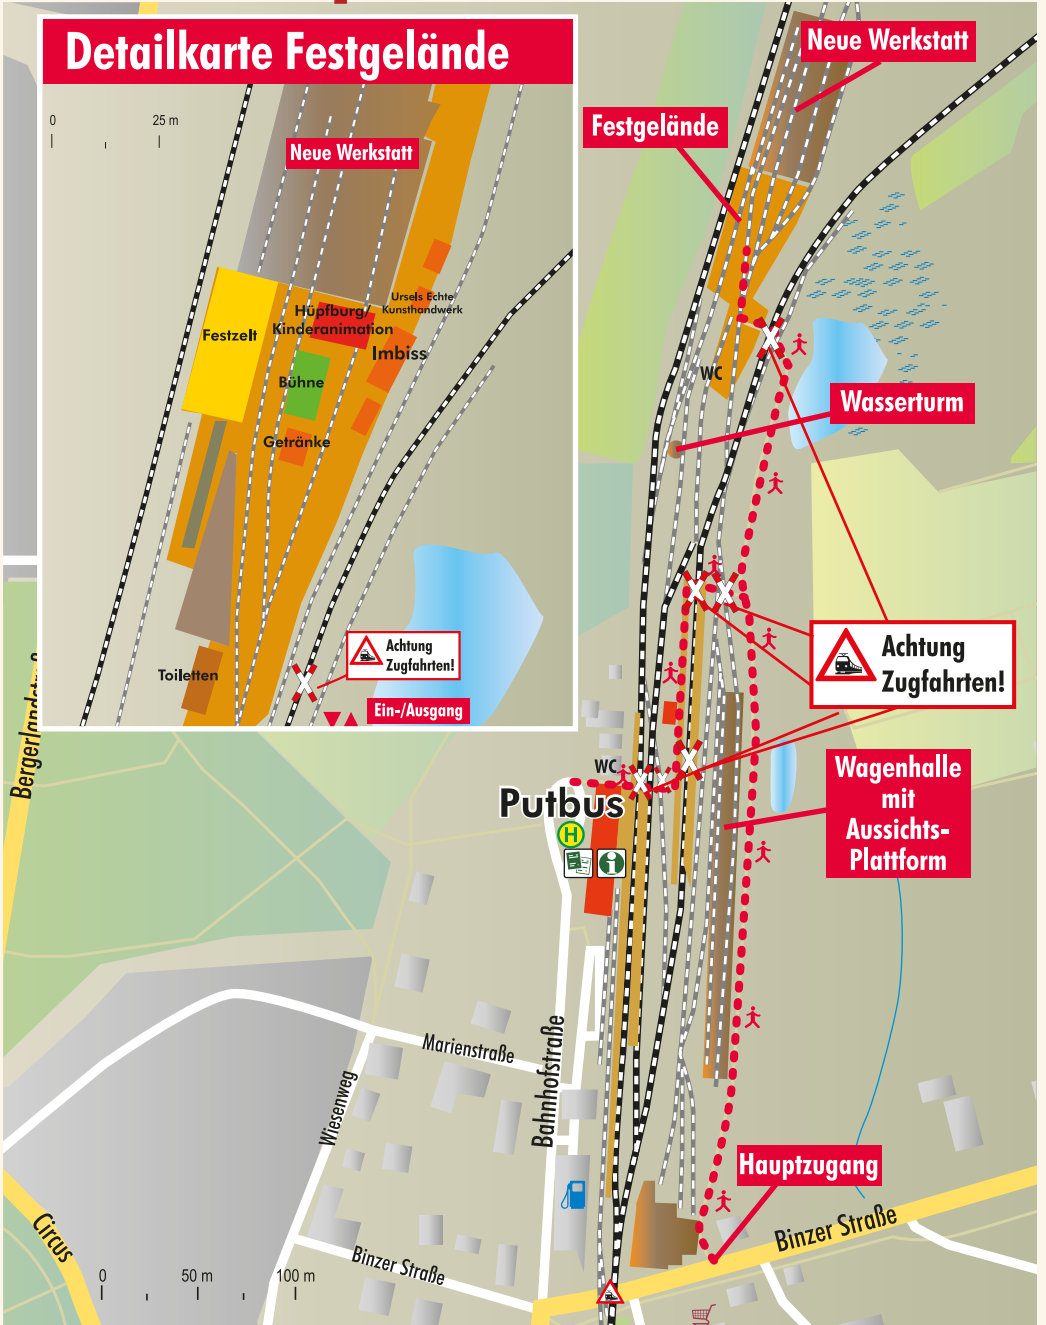 Detailkarte Festgelände
0
25 m
Neue Werkstatt
Festzelt
Hüpfburg/
Kinderanimation
Ursels Echte
Kunsthandwerk
Imbiss
Bühne
Getränke
Toiletten
Achtung
Zugfahrten!
Ein-/Ausgang
Neue Werkstatt
Festgelände
WC
Wasserturm
Achtung
Zugfahrten!
Wagenhalle
mit
Aussichts-
Plattform
WC
Putbus
H
i
Hauptzugang
Binzer Straße
Bahnhofstraße
Marienstraße
Wiesenweg
Binzer Straße
Circus
0
50 m
100 m